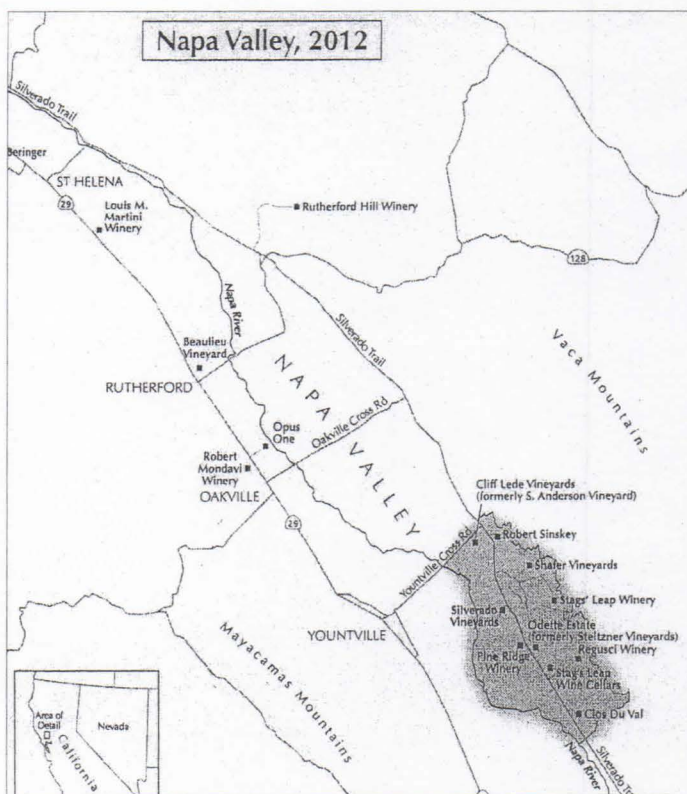 Napa Valley, 2012
Silverado Trail
Beringer
ST HELENA
29
Louis M.
Martini
Winery
Rutherford Hill Winery
128
Napa River
Silverado Trail
Vaca Mountains
Beaulieu
Vineyard
RUTHERFORD
NAPA VALLEY
Oakville Cross Rd
Opus
One
Robert
Mondavi
Winery
OAKVILLE
29
Cliff Lede Vineyards
(formerly S. Anderson Vineyard)
Yountville Cross Rd
Robert Sinskey
Shafer Vineyards
Stags' Leap Winery
Silverado
Vineyards
Odette Estate
(formerly Steltzner Vineyards)
Regusci Winery
Pine Ridge
Winery
Stag's Leap
Wine Cellars
YOUNTVILLE
Mayacamas Mountains
Clos Du Val
Napa River
Silverado Tra
Area of
Detail
Nevada
California